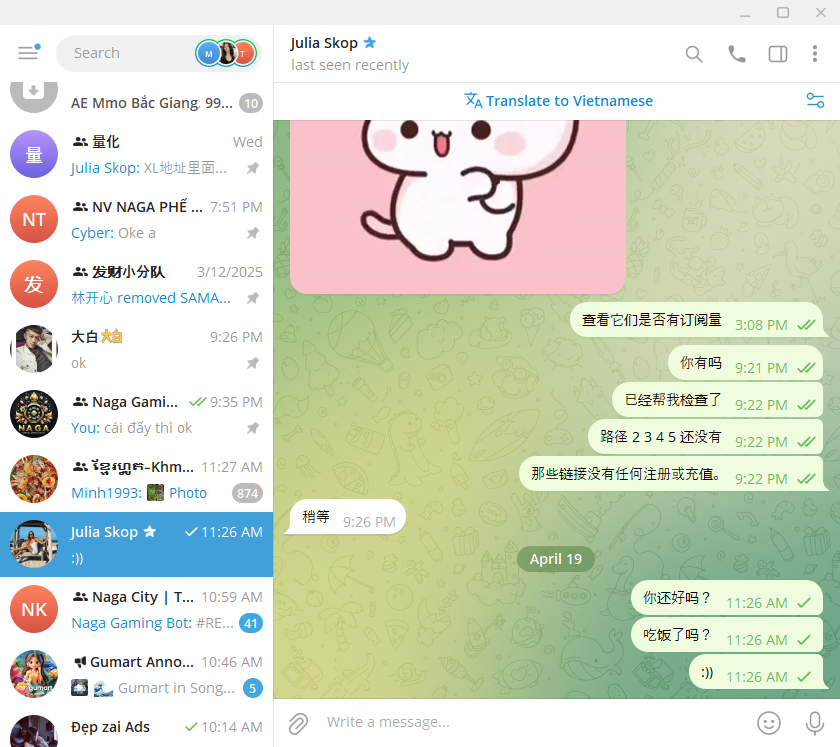 Search
M
T
AE Mmo Bắc Giang, 99...
10
量
量化
Wed
Julia Skop: XL地址里面...
NT
NV NAGA PHẾ ...
7:51 PM
Cyber: Oke a
发
发财小分队
3/12/2025
林开心 removed SAMA...
大白大白
9:26 PM
ok
NAGA
Naga Gami...
9:35 PM
You: cái đấy thì ok
-Khm...
11:27 AM
Minh1993: Photo
874
Julia Skop
11:26 AM
:))
NK
Naga City | T...
10:59 AM
Naga Gaming Bot: #RE...
41
gumart
Gumart Anno...
10:46 AM
Gumart in Song...
5
Đẹp zai Ads
10:14 AM
Julia Skop
last seen recently
Translate to Vietnamese
查看它们是否有订阅量 3:08 PM
你有吗 9:21 PM
已经帮我检查了 9:22 PM
路径 2 3 4 5 还没有 9:22 PM
那些链接没有任何注册或充值。 9:22 PM
稍等 9:26 PM
April 19
你还好吗？ 11:26 AM
吃饭了吗？ 11:26 AM
:)) 11:26 AM
Write a message...